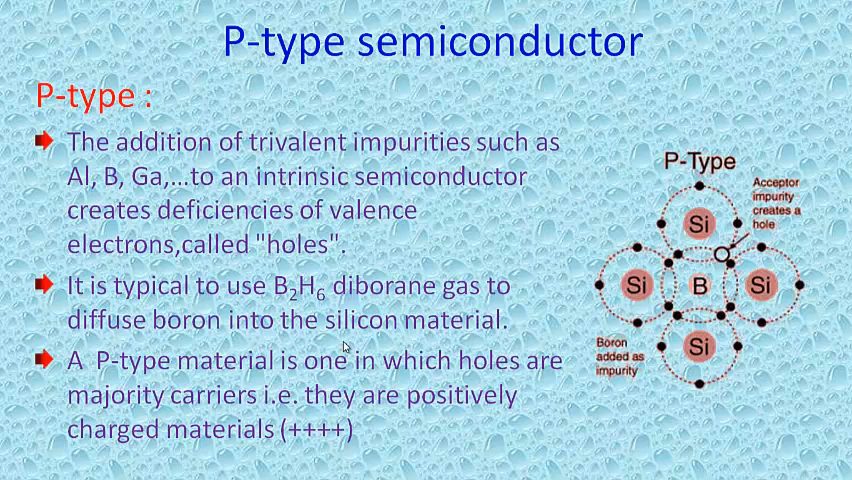 P-type semiconductor
P-type :
The addition of trivalent impurities such as
Al, B, Ga,...to an intrinsic semiconductor
creates deficiencies of valence
electrons,called "holes".
It is typical to use B₂H₆ diborane gas to
diffuse boron into the silicon material.
A P-type material is one in which holes are
majority carriers i.e. they are positively
charged materials (++++)
P-Type
Acceptor
impurity
creates a
hole
Si
Si
B
Si
Si
Boron
added as
impurity